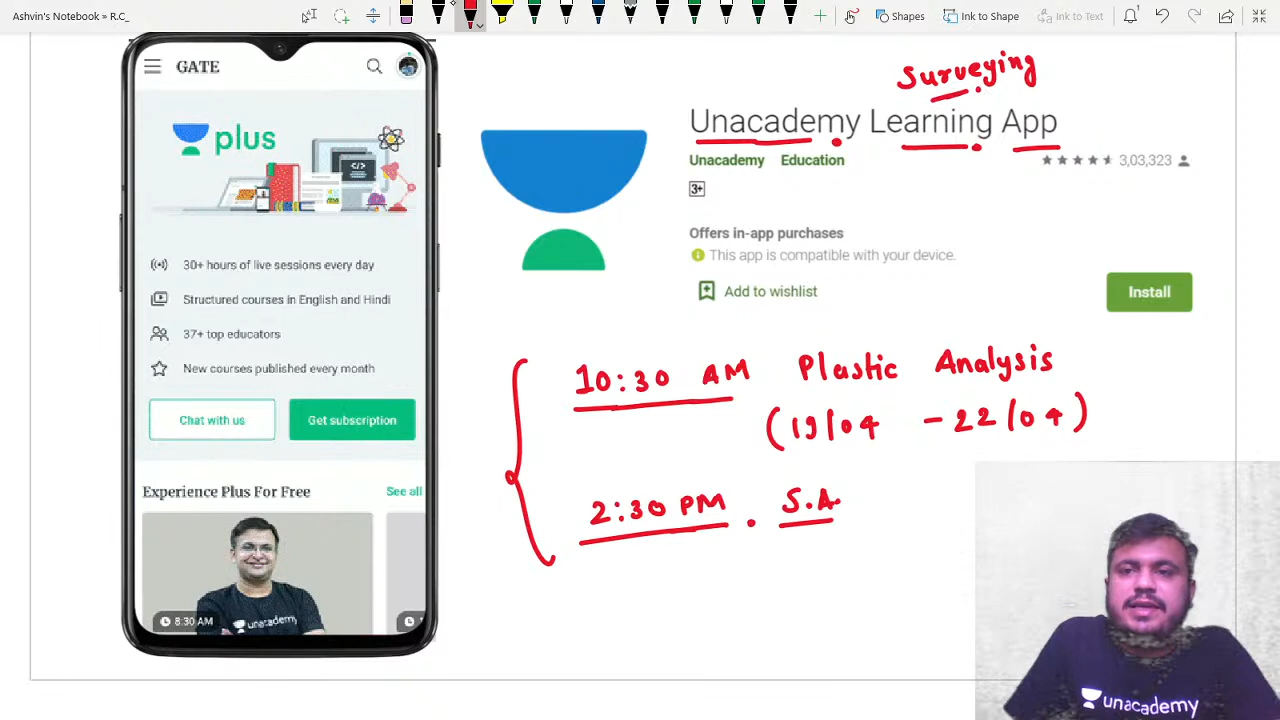 Ashin's Notebook » R.C_
Shapes
Ink to Shape
Ink to Text
GATE
plus
30+ hours of live sessions every day
Structured courses in English and Hindi
37+ top educators
New courses published every month
Chat with us
Get subscription
Experience Plus For Free
See all
unacademy
8:30 AM
Surveying
Unacademy Learning App
Unacademy Education
3,03,323
3+
Offers in-app purchases
This app is compatible with your device.
Add to wishlist
Install
10:30 AM Plastic Analysis
(19/04 - 22/04)
2:30 PM . S.A.
unacademy